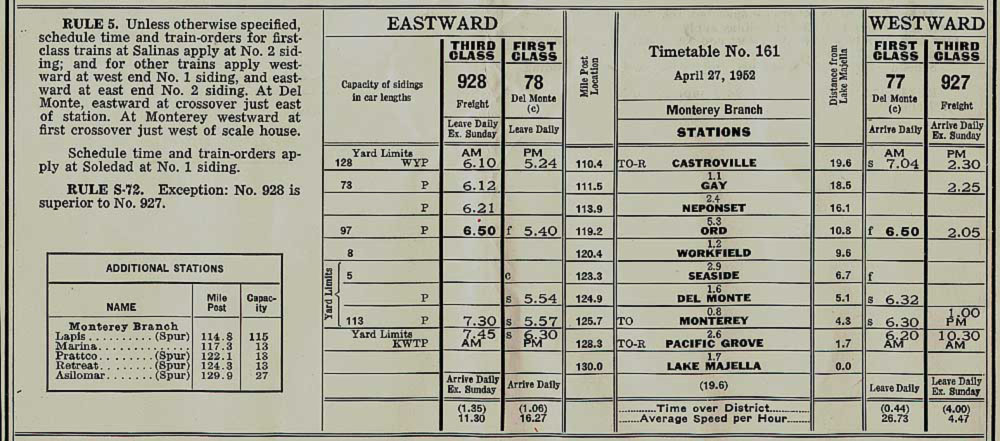 RULE 5. Unless otherwise specified,
schedule time and train-orders for first-
class trains at Salinas apply at No. 2 sid-
ing; and for other trains apply west-
ward at west end No. 1 siding, and east-
ward at east end No. 2 siding. At Del
Monte, eastward at crossover just east
of station. At Monterey westward at
first crossover just west of scale house.
Schedule time and train-orders ap-
ply at Soledad at No. 1 siding.
RULE S-72. Exception: No. 928 is
superior to No. 927.
ADDITIONAL STATIONS
NAME Mile Post Capac-ity
Monterey Branch
Lapis.........(Spur) 114.8 115
Marina........(Spur) 117.3 13
Prattco.......(Spur) 122.1 13
Retreat.......(Spur) 124.3 13
Asilomar......(Spur) 129.9 27
EASTWARD WESTWARD
Capacity of sidings
in car lengths
THIRD CLASS
928
Freight
Leave Daily
Ex. Sunday
FIRST CLASS
78
Del Monte
(c)
Leave Daily
Mile Post
Location
Timetable No. 161
April 27, 1952
Monterey Branch
STATIONS
Distance from
Lake Majella
FIRST CLASS
77
Del Monte
(c)
Arrive Daily
THIRD CLASS
927
Freight
Arrive Daily
Ex. Sunday
Yard Limits AM PM AM PM
128 WYP 6.10 5.24 110.4 TO-R CASTROVILLE 19.6 s 7.04 2.30
1.1
73 P 6.12 111.5 GAY 18.5 2.25
2.4
P 6.21 113.9 NEPONSET 16.1
5.3
97 P 6.50 f 5.40 119.2 ORD 10.8 f 6.50 2.05
1.2
8 120.4 WORKFIELD 9.6
2.9
Yard Limits
5 c 123.3 SEASIDE 6.7 f
1.6
P s 5.54 124.9 DEL MONTE 5.1 s 6.32
0.8
113 P 7.30 s 5.57 125.7 TO MONTEREY 4.3 s 6.30 1.00 PM
2.6
Yard Limits
KWTP 7.45 AM s 6.30 PM 128.3 TO-R PACIFIC GROVE 1.7 6.20 AM 10.30 AM
1.7
130.0 LAKE MAJELLA 0.0
Arrive Daily
Ex. Sunday
Arrive Daily
(19.6)
Leave Daily
Leave Daily
Ex. Sunday
(1.35) (1.06) ..........Time over District.......... (0.44) (4.00)
11.30 16.27 ......Average Speed per Hour...... 26.73 4.47